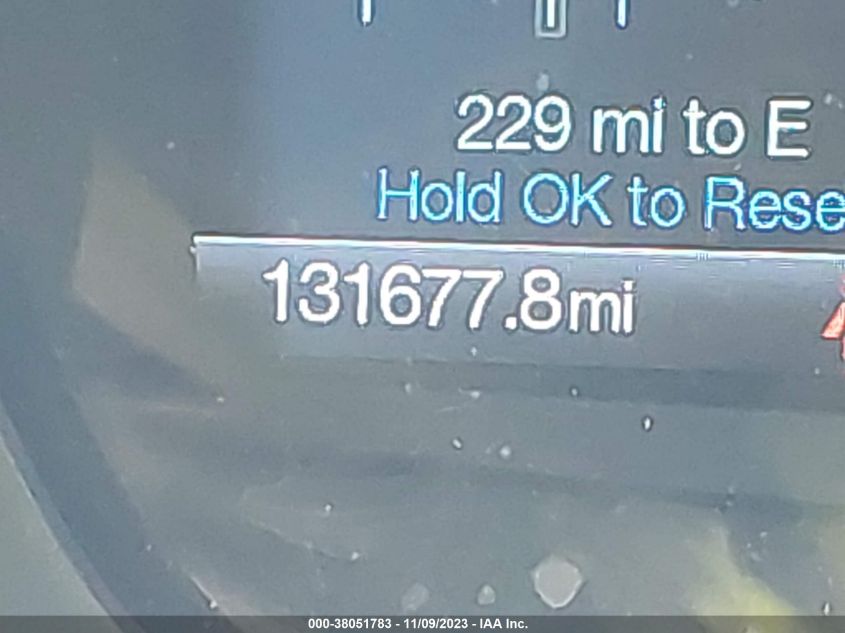 229 mi to E
Hold OK to Rese
131677.8mi
000-38051783 - 11/09/2023 - IAA Inc.